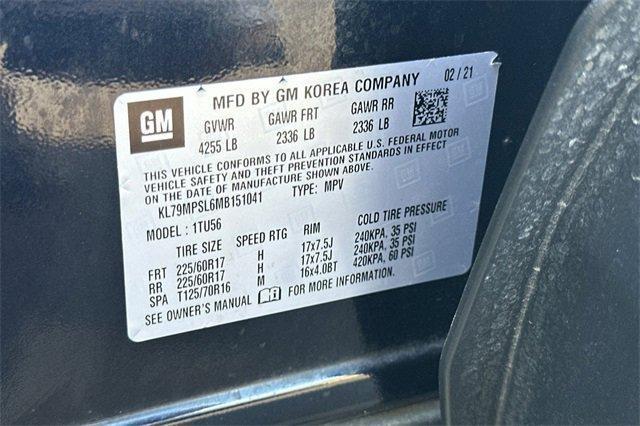 GM
MFD BY GM KOREA COMPANY 02 / 21
GVWR GAWR FRT GAWR RR
4255 LB 2336 LB 2336 LB
THIS VEHICLE CONFORMS TO ALL APPLICABLE U.S. FEDERAL MOTOR
VEHICLE SAFETY AND THEFT PREVENTION STANDARDS IN EFFECT
ON THE DATE OF MANUFACTURE SHOWN ABOVE.
KL79MPSL6MB151041 TYPE: MPV
MODEL : 1TU56
TIRE SIZE SPEED RTG RIM COLD TIRE PRESSURE
FRT 225/60R17 H 17x7.5J 240KPA, 35 PSI
RR 225/60R17 H 17x7.5J 240KPA, 35 PSI
SPA T125/70R16 M 16x4.0BT 420KPA, 60 PSI
SEE OWNER'S MANUAL FOR MORE INFORMATION.